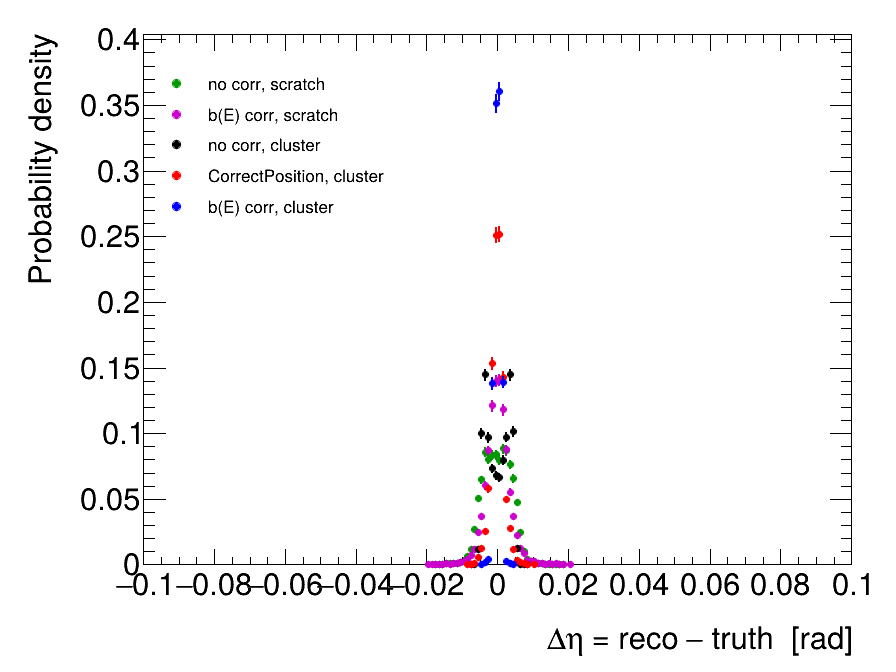 Probability density
0.4
0.35
0.3
0.25
0.2
0.15
0.1
0.05
0
no corr, scratch
b(E) corr, scratch
no corr, cluster
CorrectPosition, cluster
b(E) corr, cluster
−0.1 −0.08 −0.06 −0.04 −0.02 0 0.02 0.04 0.06 0.08 0.1
Δη = reco − truth [rad]